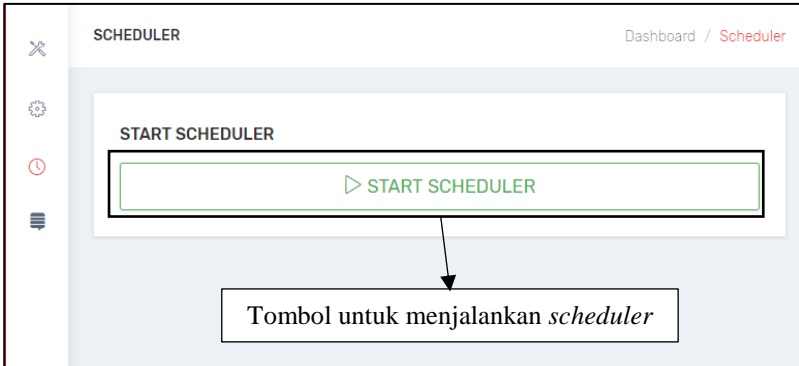 SCHEDULER
Dashboard / Scheduler
START SCHEDULER
START SCHEDULER
Tombol untuk menjalankan scheduler